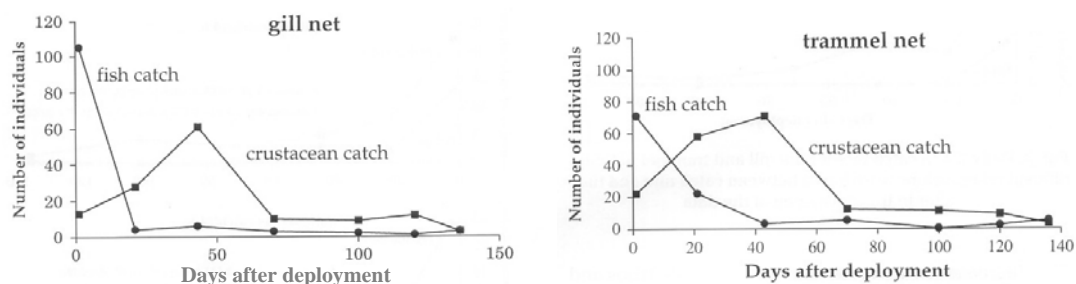 gill net
120
100
80
60
40
20
0
Number of individuals
fish catch
crustacean catch
0
50
100
150
Days after deployment
trammel net
120
100
80
60
40
20
0
Number of individuals
fish catch
crustacean catch
0
20
40
60
80
100
120
140
Days after deployment